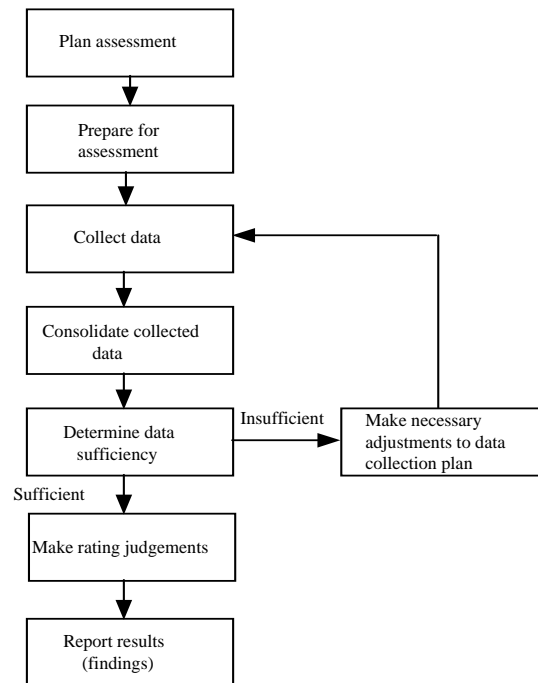 Plan assessment
Prepare for
assessment
Collect data
Consolidate collected
data
Determine data
sufficiency
Insufficient
Make necessary
adjustments to data
collection plan
Sufficient
Make rating judgements
Report results
(findings)